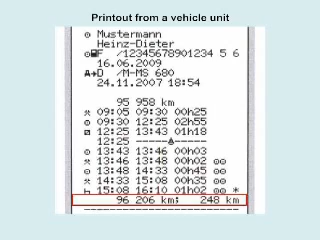 Printout from a vehicle unit
Mustermann
Heinz-Dieter
F /12345678901234 5 6
16.06.2009
A D /M-MS 680
24.11.2007 18:54
95 958 km
09:05 09:30 00h25
09:30 12:25 02h55
12:25 13:43 01h18
12:25 -----
13:43 13:46 00h03
13:46 13:48 00h02
13:48 14:33 00h45
14:33 15:08 00h35
15:08 16:10 01h02 *
96 206 km; 248 km